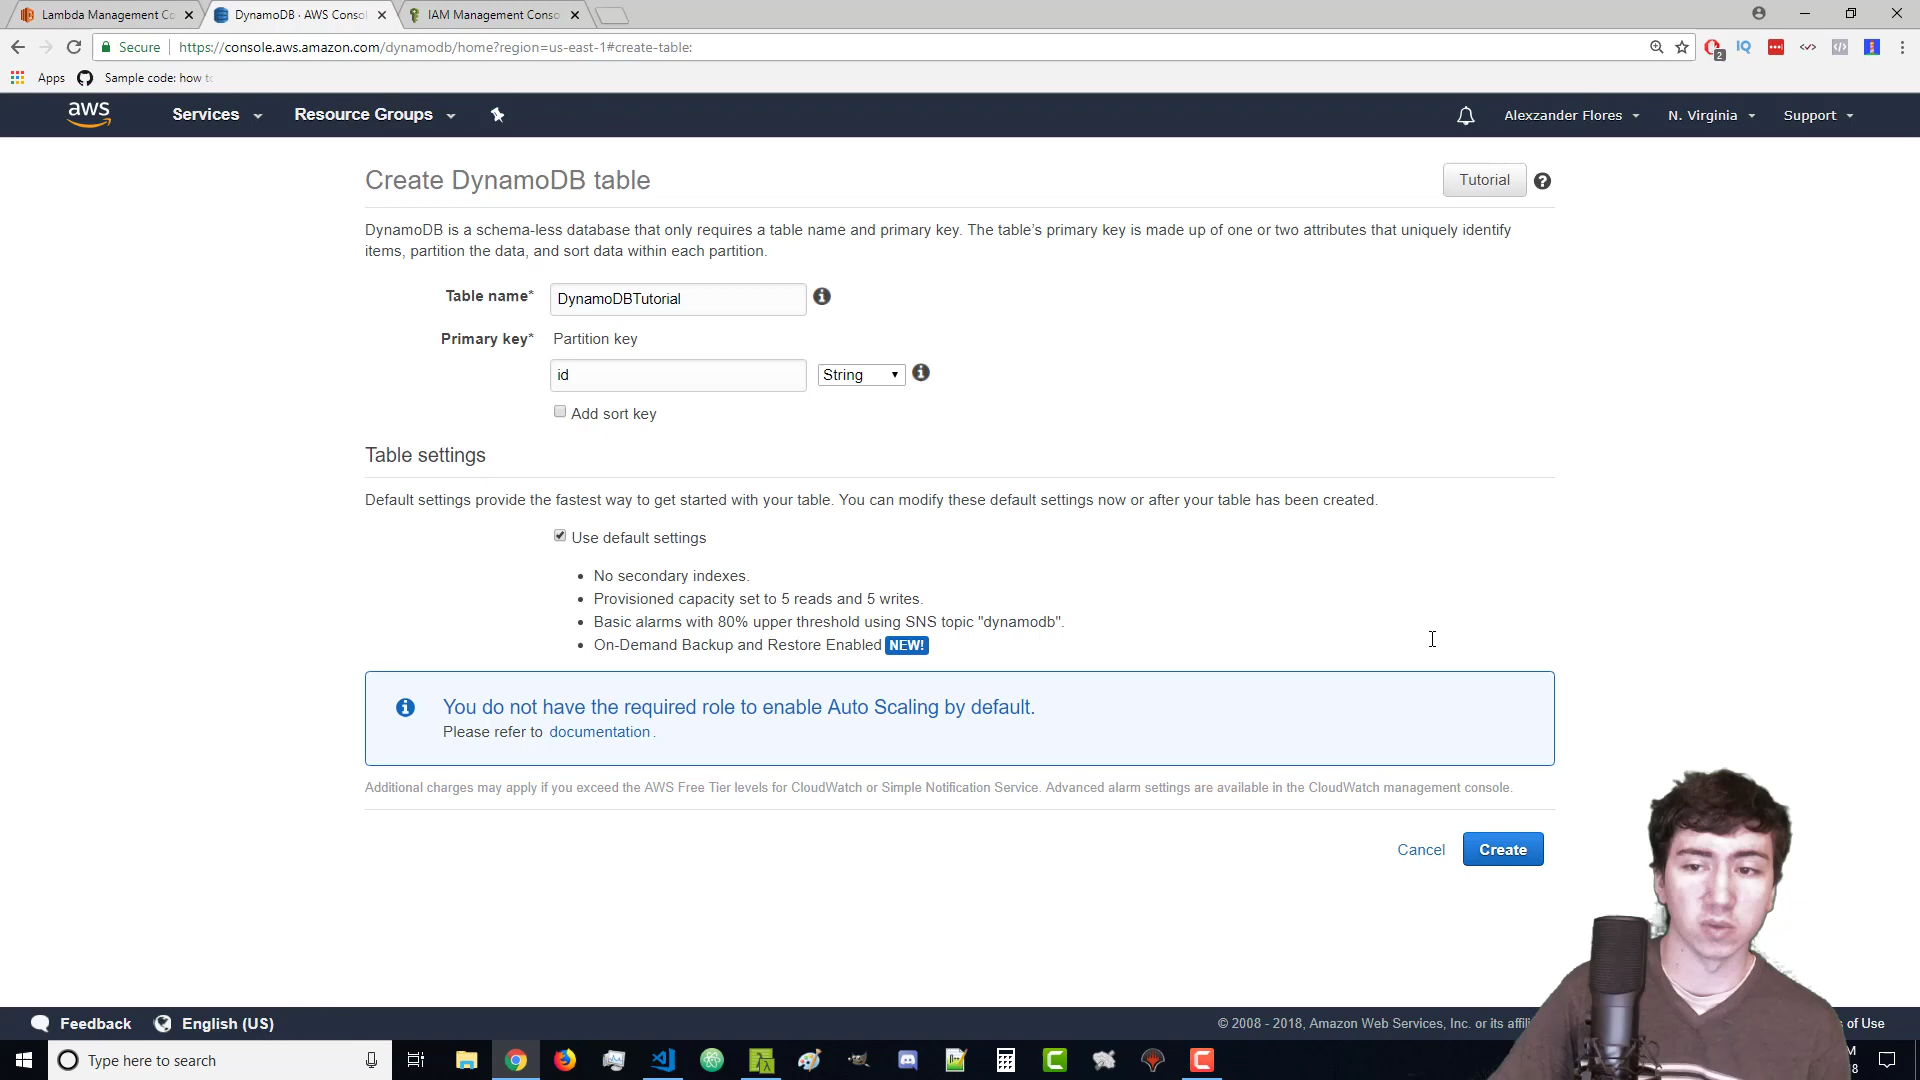 Lambda Management Co
DynamoDB · AWS Consol
IAM Management Conso
Secure
https://console.aws.amazon.com/dynamodb/home?region=us-east-1#create-table:
2
IQ
Apps
Sample code: how to
aws
Services
Resource Groups
Alexzander Flores
N. Virginia
Support
Create DynamoDB table
Tutorial
DynamoDB is a schema-less database that only requires a table name and primary key. The table's primary key is made up of one or two attributes that uniquely identify
items, partition the data, and sort data within each partition.
Table name*
DynamoDBTutorial
Primary key*
Partition key
id
String
Add sort key
Table settings
Default settings provide the fastest way to get started with your table. You can modify these default settings now or after your table has been created.
Use default settings
No secondary indexes.
Provisioned capacity set to 5 reads and 5 writes.
Basic alarms with 80% upper threshold using SNS topic "dynamodb".
On-Demand Backup and Restore Enabled NEW!
You do not have the required role to enable Auto Scaling by default.
Please refer to documentation.
Additional charges may apply if you exceed the AWS Free Tier levels for CloudWatch or Simple Notification Service. Advanced alarm settings are available in the CloudWatch management console.
Cancel
Create
Feedback
English (US)
© 2008 - 2018, Amazon Web Services, Inc. or its affili
of Use
Type here to search
M
8